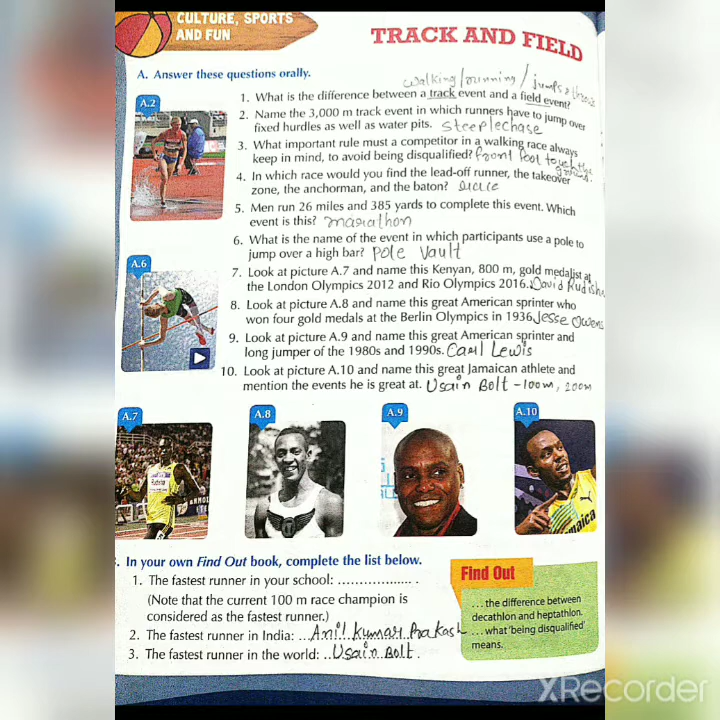 CULTURE, SPORTS
AND FUN
TRACK AND FIELD
A. Answer these questions orally.
walking/running/jumps &
1. What is the difference between a track event and a field event?
2. Name the 3,000 m track event in which runners have to jump over
fixed hurdles as well as water pits. steeplechase
3. What important rule must a competitor in a walking race always
keep in mind, to avoid being disqualified? front foot touch the
ground.
4. In which race would you find the lead-off runner, the takeover
zone, the anchorman, and the baton?
5. Men run 26 miles and 385 yards to complete this event. Which
event is this? marathon
6. What is the name of the event in which participants use a pole to
jump over a high bar? Pole Vault
7. Look at picture A.7 and name this Kenyan, 800 m, gold medalist at
the London Olympics 2012 and Rio Olympics 2016. David Rudisha
8. Look at picture A.8 and name this great American sprinter who
won four gold medals at the Berlin Olympics in 1936. Jesse Owens
9. Look at picture A.9 and name this great American sprinter and
long jumper of the 1980s and 1990s. Carl Lewis
10. Look at picture A.10 and name this great Jamaican athlete and
mention the events he is great at. Usain Bolt - 100m, 200m
A.2
A.6
A.7
A.8
A.9
A.10
Rudisha
maica
. In your own Find Out book, complete the list below.
1. The fastest runner in your school: ................... .
(Note that the current 100 m race champion is
considered as the fastest runner.)
2. The fastest runner in India: ...Anil Kumar Prakash
3. The fastest runner in the world: ..Usain Bolt.
Find Out
...the difference between
decathlon and heptathlon.
...what 'being disqualified'
means.
XRecorder